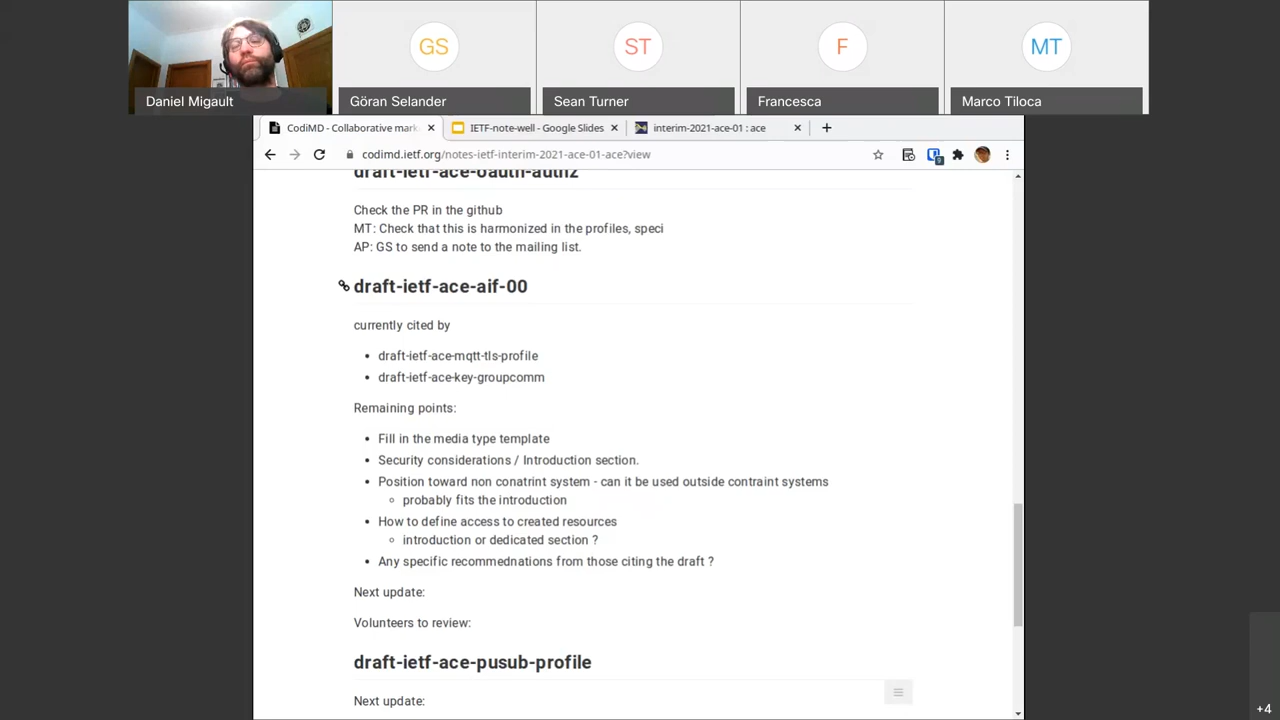 GS
ST
F
MT
Daniel Migault
Göran Selander
Sean Turner
Francesca
Marco Tiloca
CodiMD - Collaborative mark
IETF-note-well - Google Slides
interim-2021-ace-01 : ace
codimd.ietf.org/notes-ietf-interim-2021-ace-01-ace?view
9
draft-ietf-ace-oauth-authz
Check the PR in the github
MT: Check that this is harmonized in the profiles, speci
AP: GS to send a note to the mailing list.
draft-ietf-ace-aif-00
currently cited by
• draft-ietf-ace-mqtt-tls-profile
• draft-ietf-ace-key-groupcomm
Remaining points:
• Fill in the media type template
• Security considerations / Introduction section.
• Position toward non conatrint system - can it be used outside contraint systems
◦ probably fits the introduction
• How to define access to created resources
◦ introduction or dedicated section ?
• Any specific recommednations from those citing the draft ?
Next update:
Volunteers to review:
draft-ietf-ace-pusub-profile
Next update:
+4